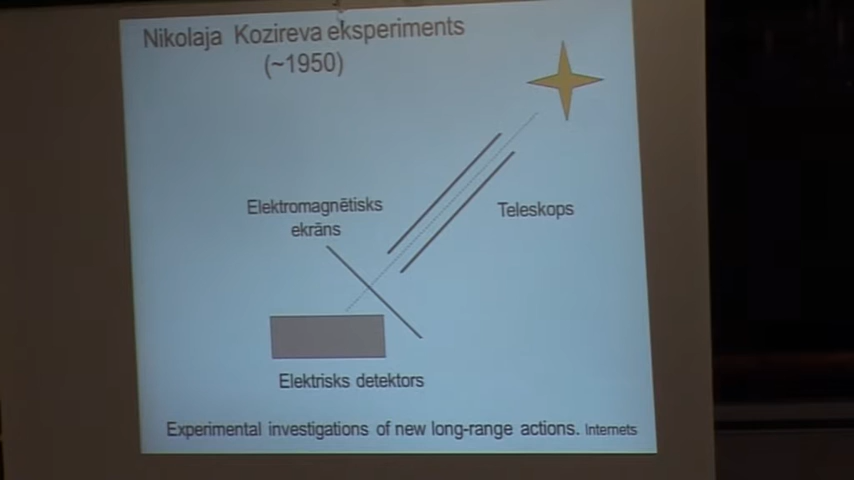 Nikolaja Kozireva eksperiments
(~1950)
Elektromagnētisks
ekrāns
Teleskops
Elektrisks detektors
Experimental investigations of new long-range actions. Internets